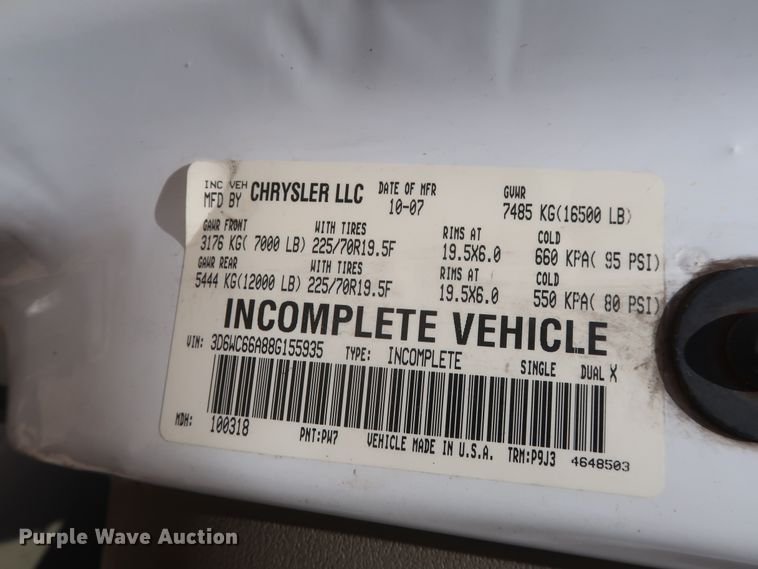 INC VEH
MFD BY CHRYSLER LLC DATE OF MFR 10-07 GVWR 7485 KG(16500 LB)
GAWR FRONT WITH TIRES RIMS AT COLD
3176 KG( 7000 LB) 225/70R19.5F 19.5X6.0 660 KPA( 95 PSI)
GAWR REAR WITH TIRES RIMS AT COLD
5444 KG(12000 LB) 225/70R19.5F 19.5X6.0 550 KPA( 80 PSI)
INCOMPLETE VEHICLE
VIN: 3D6WC66A88G155935 TYPE: INCOMPLETE SINGLE DUAL X
MDH: 100318 PNT:PW7 VEHICLE MADE IN U.S.A. TRM:P9J3 4648503
Purple Wave Auction